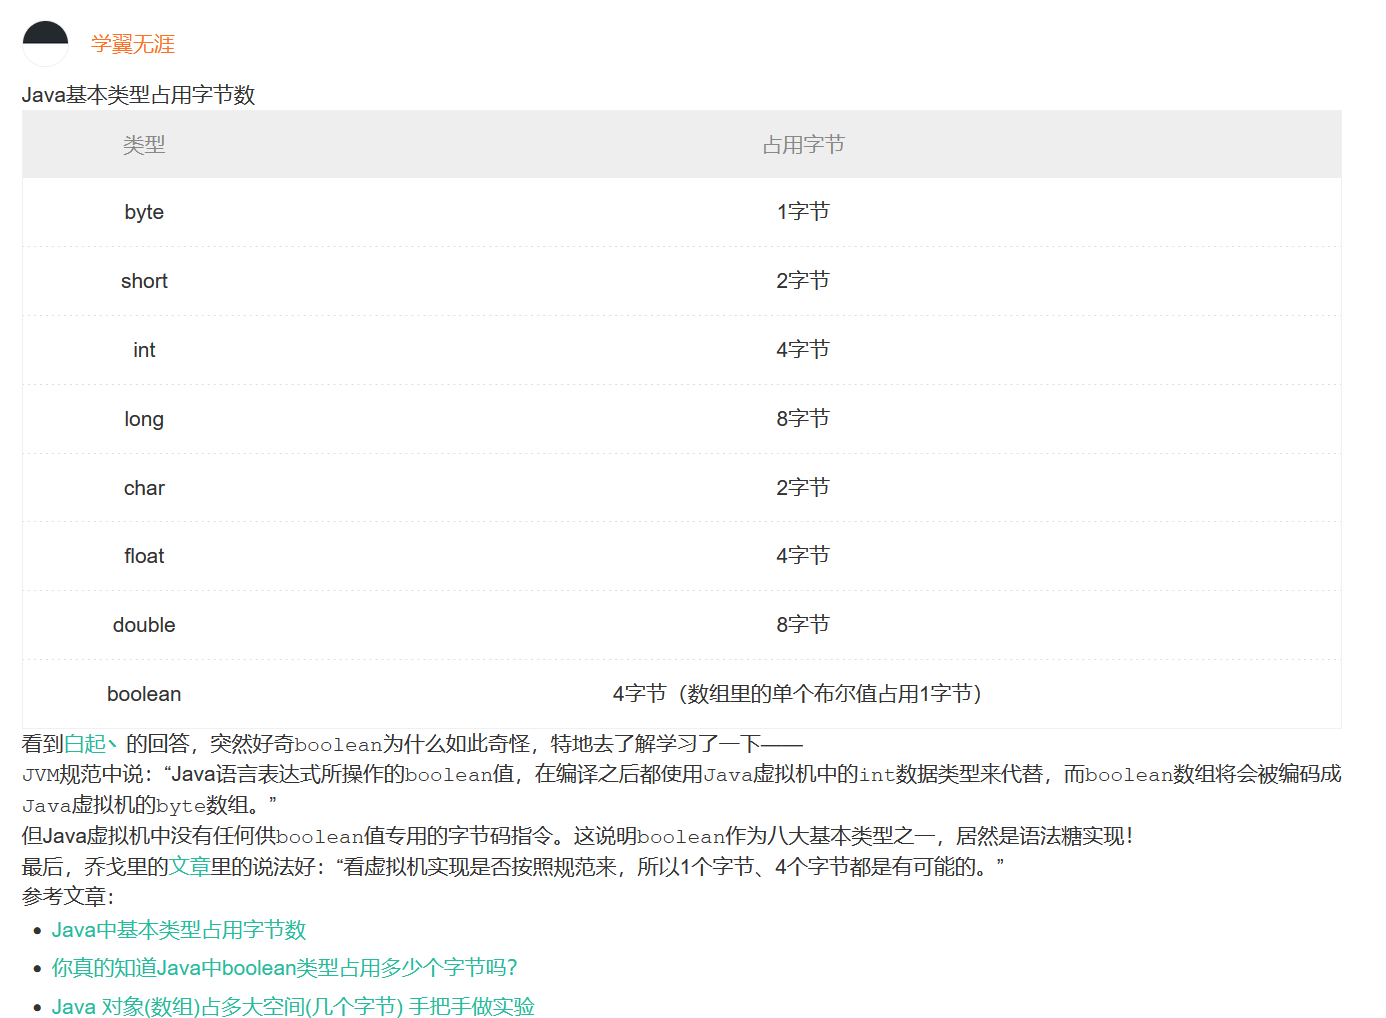 学翼无涯
Java基本类型占用字节数
类型 占用字节
byte 1字节
short 2字节
int 4字节
long 8字节
char 2字节
float 4字节
double 8字节
boolean 4字节（数组里的单个布尔值占用1字节）
看到白起丶的回答，突然好奇boolean为什么如此奇怪，特地去了解学习了一下——
JVM规范中说：“Java语言表达式所操作的boolean值，在编译之后都使用Java虚拟机中的int数据类型来代替，而boolean数组将会被编码成
Java虚拟机的byte数组。”
但Java虚拟机中没有任何供boolean值专用的字节码指令。这说明boolean作为八大基本类型之一，居然是语法糖实现！
最后，乔戈里的文章里的说法好：“看虚拟机实现是否按照规范来，所以1个字节、4个字节都是有可能的。”
参考文章：
• Java中基本类型占用字节数
• 你真的知道Java中boolean类型占用多少个字节吗？
• Java 对象(数组)占多大空间(几个字节) 手把手做实验